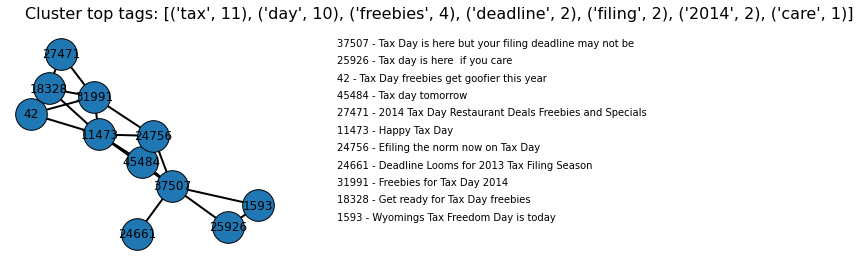 Cluster top tags: [('tax', 11), ('day', 10), ('freebies', 4), ('deadline', 2), ('filing', 2), ('2014', 2), ('care', 1)]
37507 - Tax Day is here but your filing deadline may not be
25926 - Tax day is here  if you care
42 - Tax Day freebies get goofier this year
45484 - Tax day tomorrow
27471 - 2014 Tax Day Restaurant Deals Freebies and Specials
11473 - Happy Tax Day
24756 - Efiling the norm now on Tax Day
24661 - Deadline Looms for 2013 Tax Filing Season
31991 - Freebies for Tax Day 2014
18328 - Get ready for Tax Day freebies
1593 - Wyomings Tax Freedom Day is today
27471
18328
31991
42
11473
24756
45484
37507
1593
25926
24661